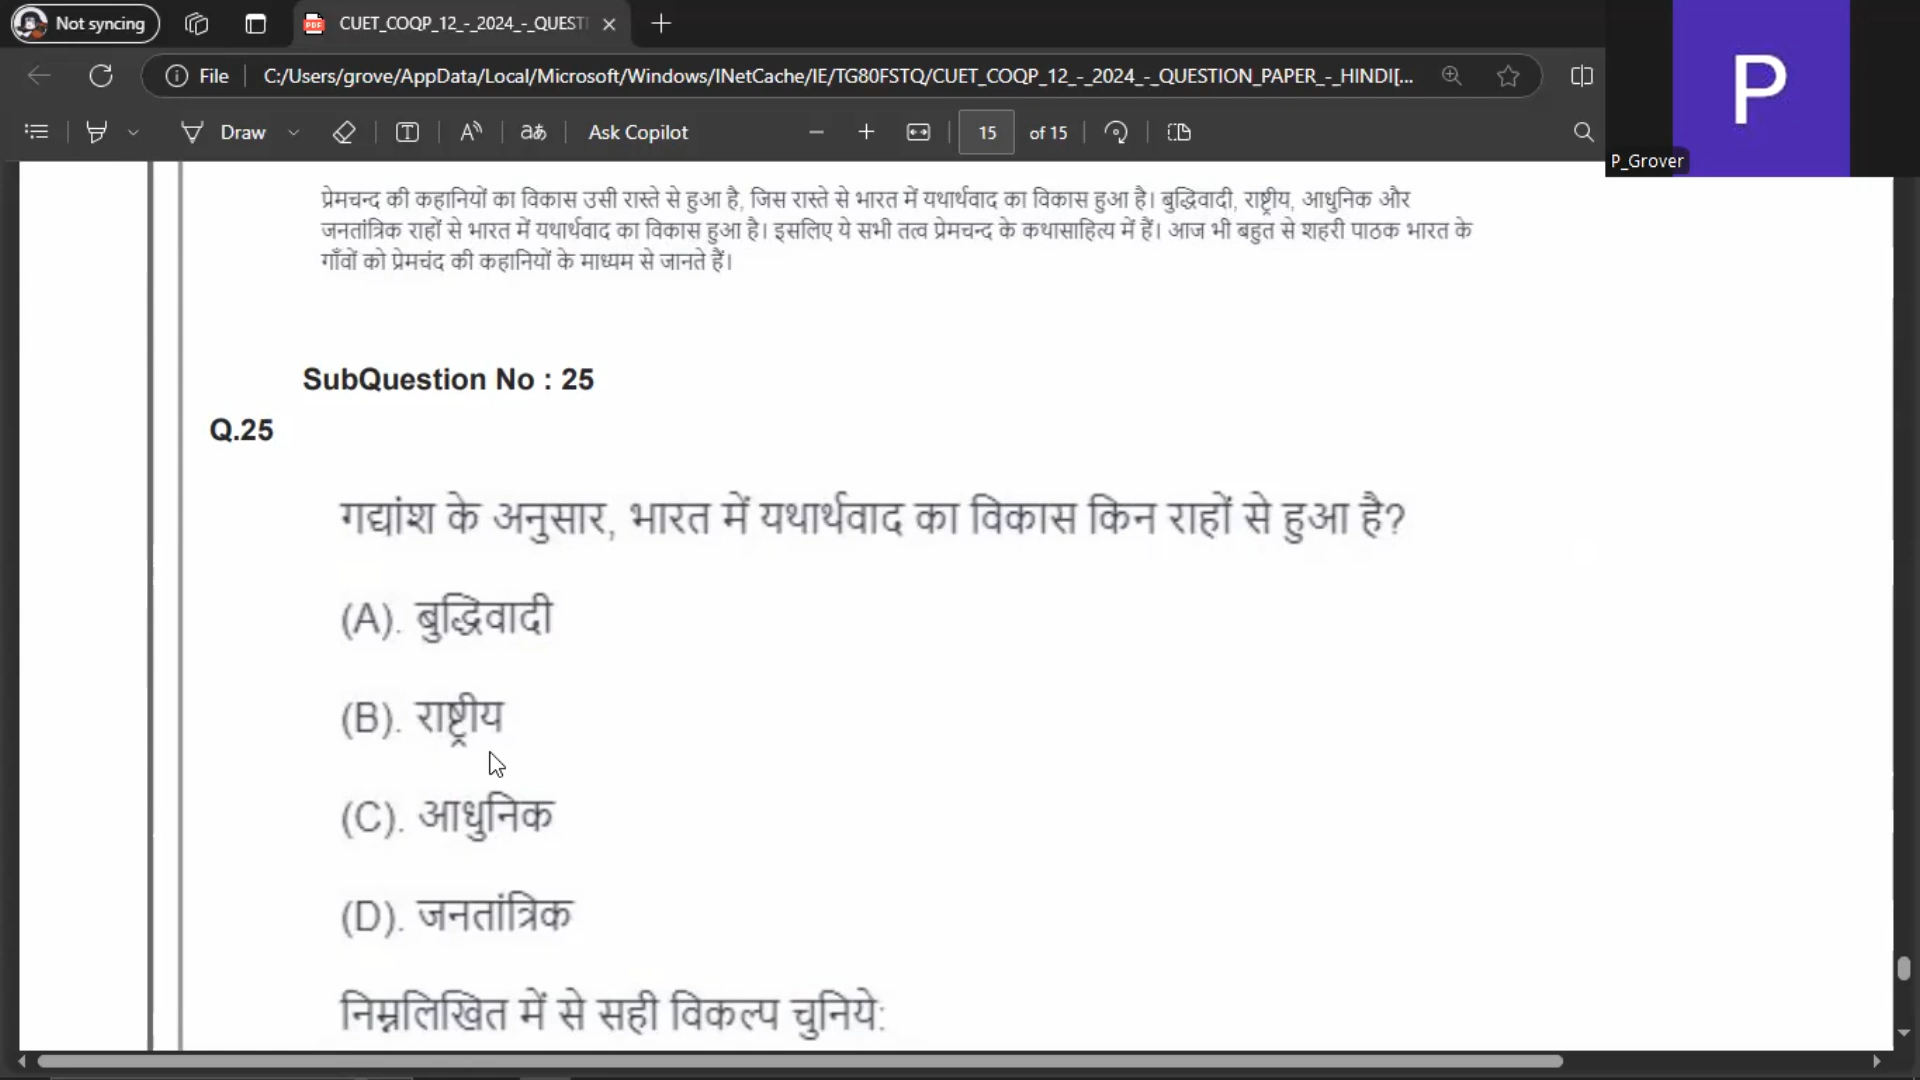 Not syncing
CUET_COQP_12_-_2024_-_QUESTI
File
C:/Users/grove/AppData/Local/Microsoft/Windows/INetCache/IE/TG80FSTQ/CUET_COQP_12_-_2024_-_QUESTION_PAPER_-_HINDI[...
Draw
Ask Copilot
15 of 15
P
P_Grover
प्रेमचन्द की कहानियों का विकास उसी रास्ते से हुआ है, जिस रास्ते से भारत में यथार्थवाद का विकास हुआ है। बुद्धिवादी, राष्ट्रीय, आधुनिक और
जनतांत्रिक राहों से भारत में यथार्थवाद का विकास हुआ है। इसलिए ये सभी तत्व प्रेमचन्द के कथासाहित्य में हैं। आज भी बहुत से शहरी पाठक भारत के
गाँवों को प्रेमचंद की कहानियों के माध्यम से जानते हैं।
SubQuestion No : 25
Q.25
गद्यांश के अनुसार, भारत में यथार्थवाद का विकास किन राहों से हुआ है?
(A). बुद्धिवादी
(B). राष्ट्रीय
(C). आधुनिक
(D). जनतांत्रिक
निम्नलिखित में से सही विकल्प चुनिये: